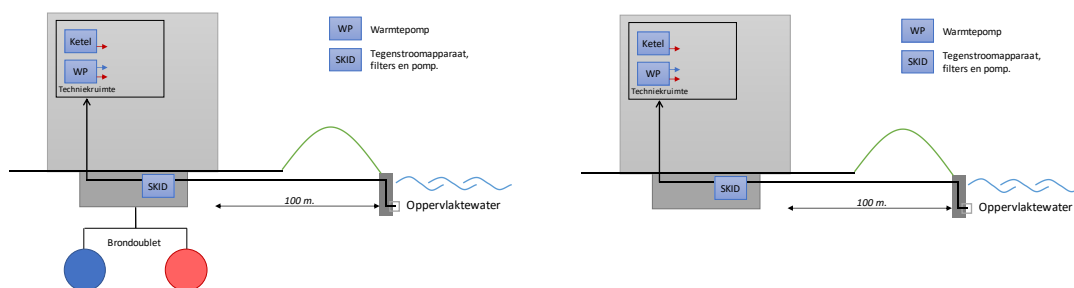 Ketel
WP
Techniekruimte
WP
Warmtepomp
SKID
Tegenstroomapparaat,
filters en pomp.
SKID
100 m.
Oppervlaktewater
Brondoublet
Ketel
WP
Techniekruimte
WP
Warmtepomp
SKID
Tegenstroomapparaat,
filters en pomp.
SKID
100 m.
Oppervlaktewater